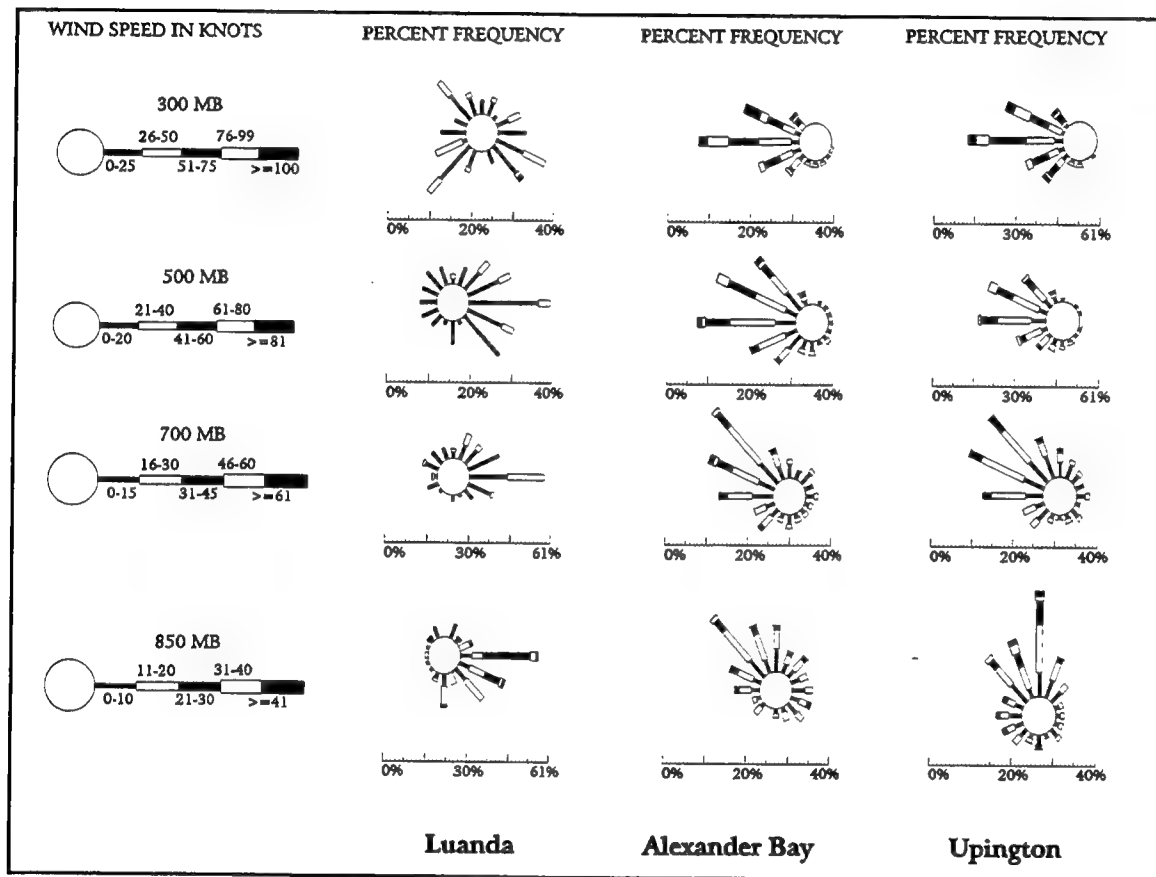 WIND SPEED IN KNOTS PERCENT FREQUENCY PERCENT FREQUENCY PERCENT FREQUENCY
300 MB
26-50 76-99
0-25 51-75 >=100
0% 20% 40% 0% 20% 40% 0% 30% 61%
500 MB
21-40 61-80
0-20 41-60 >=81
0% 20% 40% 0% 20% 40% 0% 30% 61%
700 MB
16-30 46-60
0-15 31-45 >=61
0% 30% 61% 0% 20% 40% 0% 20% 40%
850 MB
11-20 31-40
0-10 21-30 >=41
0% 30% 61% 0% 20% 40% 0% 20% 40%
Luanda Alexander Bay Upington